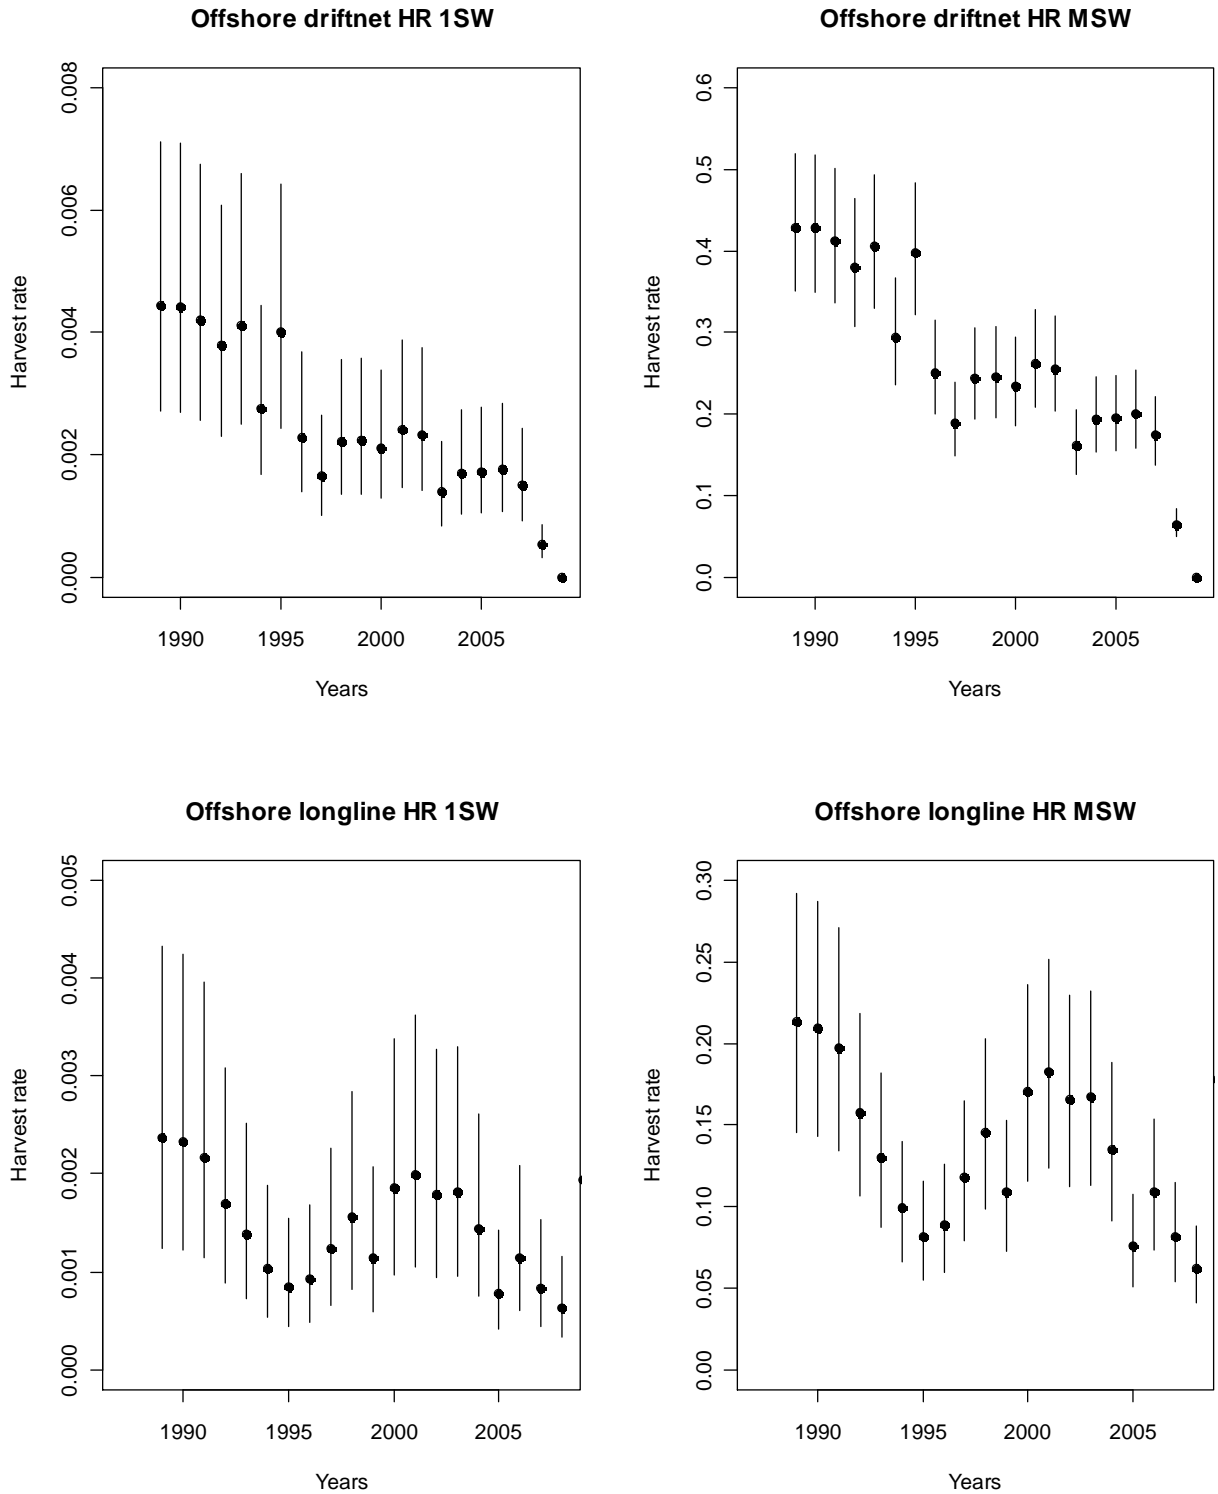 Offshore driftnet HR 1SW
Harvest rate
0.008
0.006
0.004
0.002
0.000
1990 1995 2000 2005
Years
Offshore driftnet HR MSW
Harvest rate
0.6
0.5
0.4
0.3
0.2
0.1
0.0
1990 1995 2000 2005
Years
Offshore longline HR 1SW
Harvest rate
0.005
0.004
0.003
0.002
0.001
0.000
1990 1995 2000 2005
Years
Offshore longline HR MSW
Harvest rate
0.30
0.25
0.20
0.15
0.10
0.05
0.00
1990 1995 2000 2005
Years